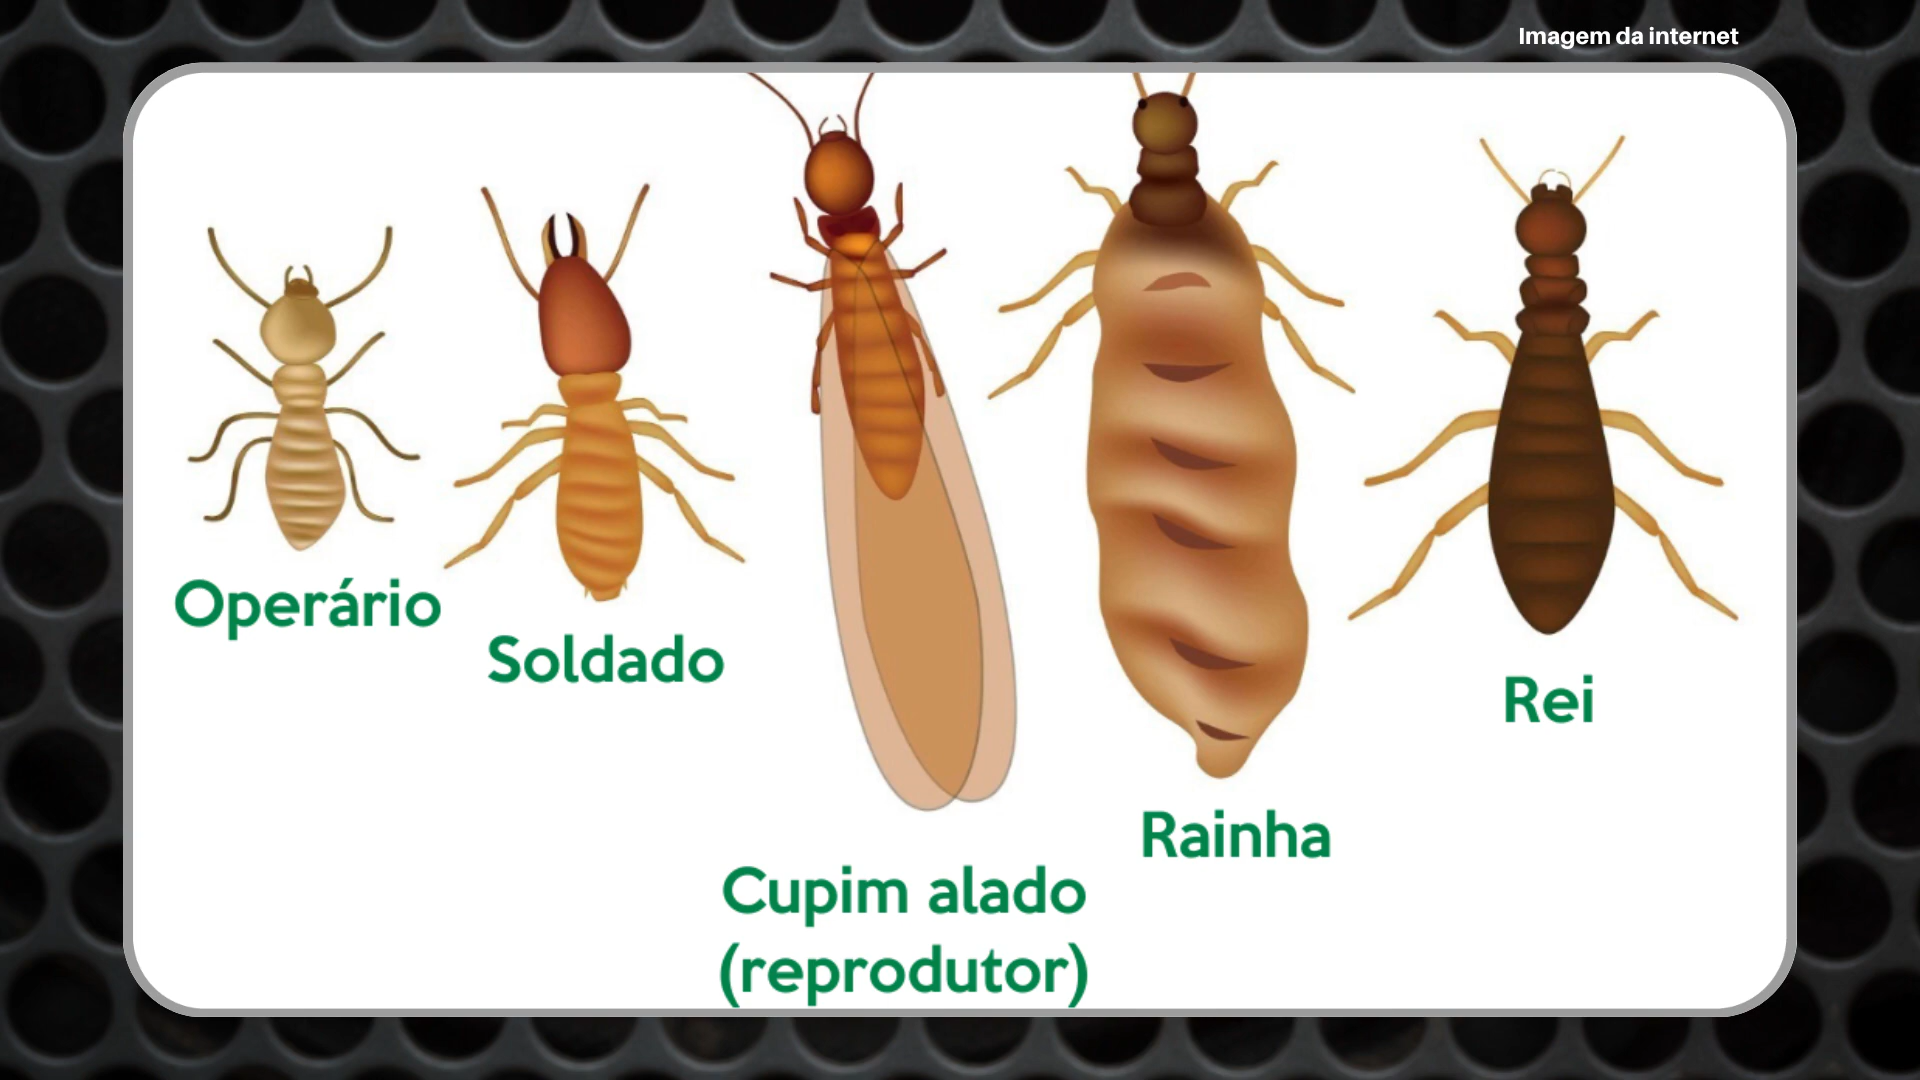 Imagem da internet
Operário
Soldado
Cupim alado
(reprodutor)
Rainha
Rei